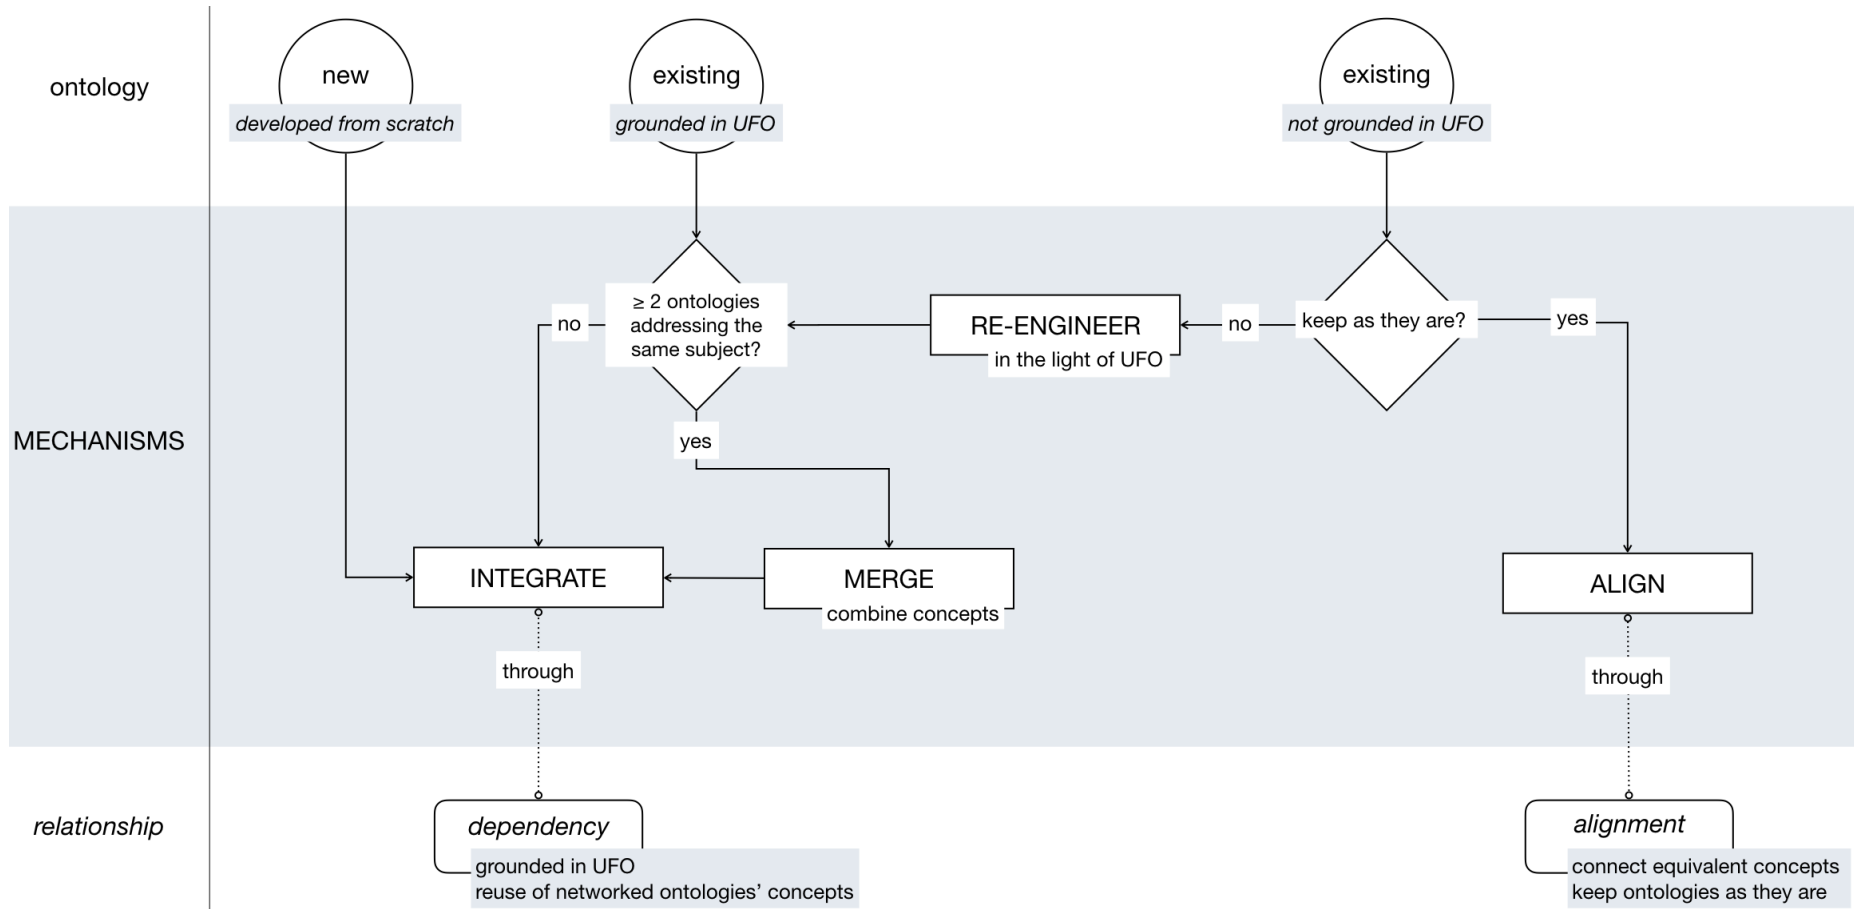 ontology
new
developed from scratch
existing
grounded in UFO
existing
not grounded in UFO
MECHANISMS
≥ 2 ontologies
addressing the
same subject?
no
yes
RE-ENGINEER
in the light of UFO
no
keep as they are?
yes
INTEGRATE
MERGE
combine concepts
ALIGN
through
through
relationship
dependency
grounded in UFO
reuse of networked ontologies’ concepts
alignment
connect equivalent concepts
keep ontologies as they are